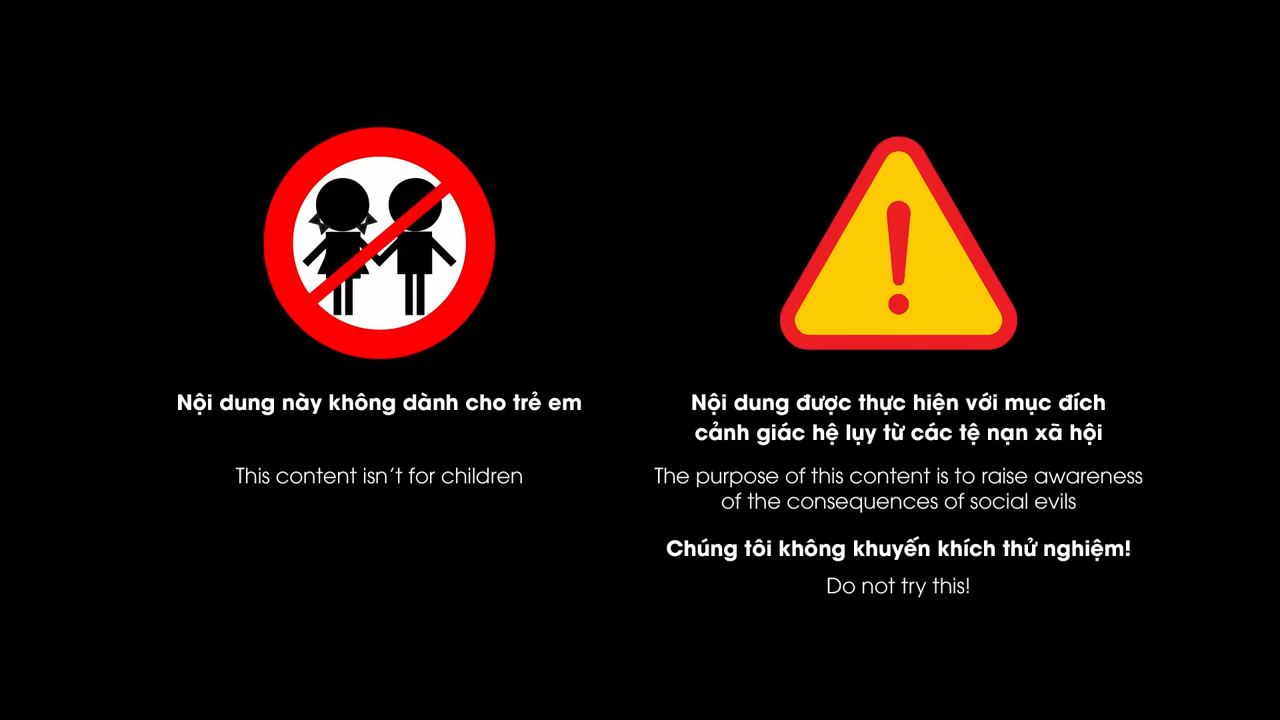 Nội dung này không dành cho trẻ em
This content isn't for children
Nội dung được thực hiện với mục đích
cảnh giác hệ lụy từ các tệ nạn xã hội
The purpose of this content is to raise awareness
of the consequences of social evils
Chúng tôi không khuyến khích thử nghiệm!
Do not try this!